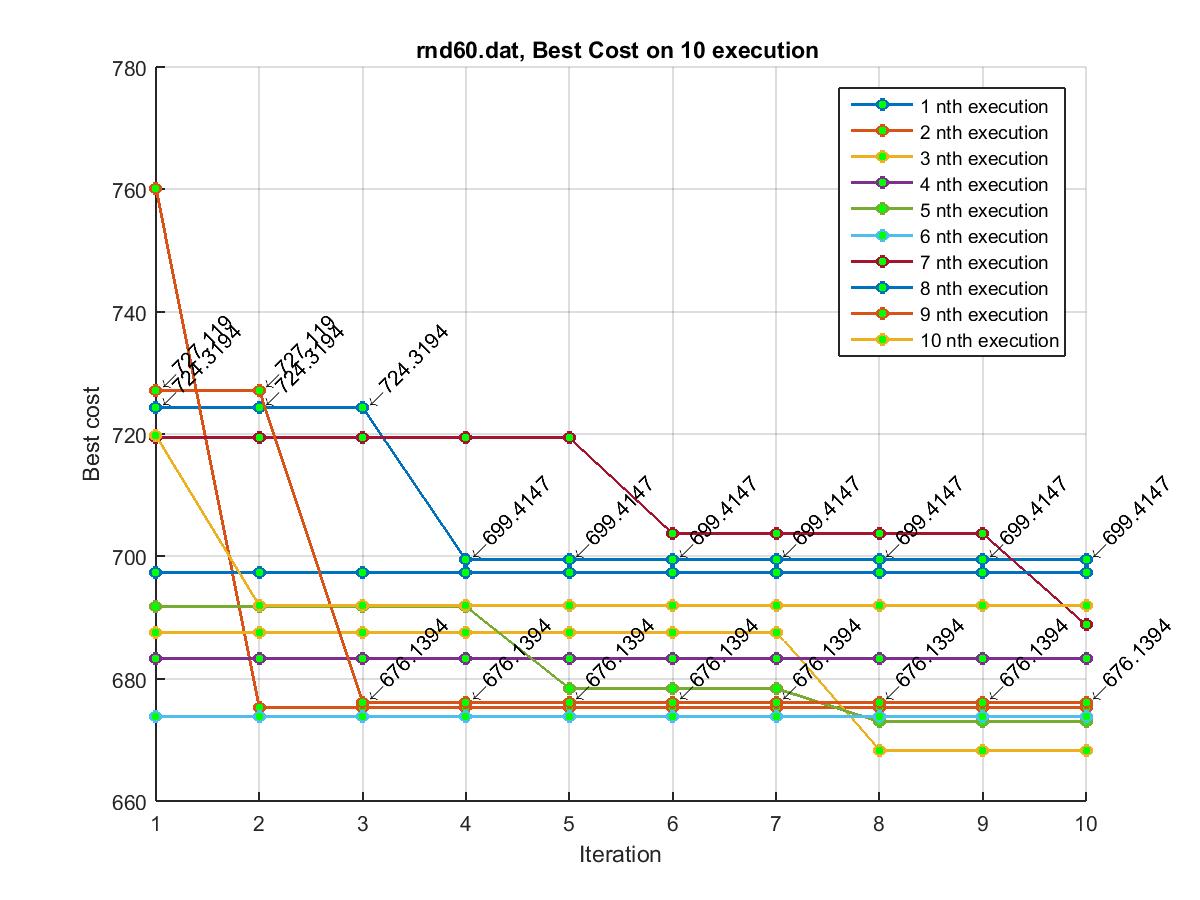 rnd60.dat, Best Cost on 10 execution
780
760
740
720
700
680
660
Best cost
1 nth execution
2 nth execution
3 nth execution
4 nth execution
5 nth execution
6 nth execution
7 nth execution
8 nth execution
9 nth execution
10 nth execution
←727.119
←727.119
←724.3194
←724.3194
←724.3194
←699.4147
←699.4147
←699.4147
←699.4147
←699.4147
←699.4147
←699.4147
←676.1394
←676.1394
←676.1394
←676.1394
←676.1394
←676.1394
←676.1394
←676.1394
1 2 3 4 5 6 7 8 9 10
Iteration